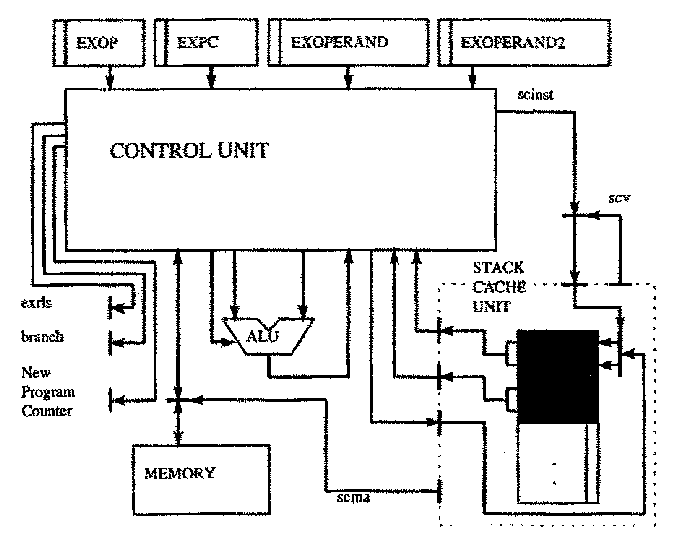 EXOP
EXPC
EXOPERAND
EXOPERAND2
scinst
CONTROL UNIT
scv
STACK
CACHE
UNIT
exrls
branch
ALU
New
Program
Counter
MEMORY
scma